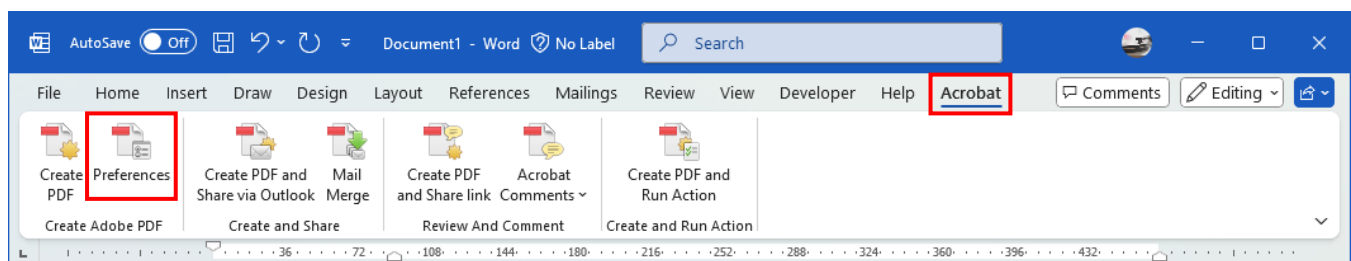 AutoSave Off Document1 - Word No Label Search
File Home Insert Draw Design Layout References Mailings Review View Developer Help Acrobat Comments Editing
Create Preferences Create PDF and Mail Create PDF Acrobat Create PDF and
PDF Share via Outlook Merge and Share link Comments Run Action
Create Adobe PDF Create and Share Review And Comment Create and Run Action
36 72 108 144 180 216 252 288 324 360 396 432